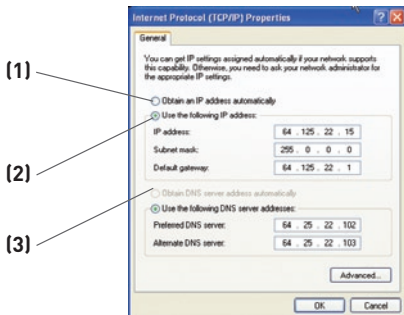 Internet Protocol (TCP/IP) Properties
General
You can get IP settings assigned automatically if your network supports
this capability. Otherwise, you need to ask your network administrator for
the appropriate IP settings.
(1)
Obtain an IP address automatically
(2)
Use the following IP address:
IP address: 64 . 125 . 22 . 15
Subnet mask: 255 . 0 . 0 . 0
Default gateway: 64 . 125 . 22 . 1
(3)
Obtain DNS server address automatically
Use the following DNS server addresses:
Preferred DNS server: 64 . 25 . 22 . 102
Alternate DNS server: 64 . 25 . 22 . 103
Advanced...
OK Cancel